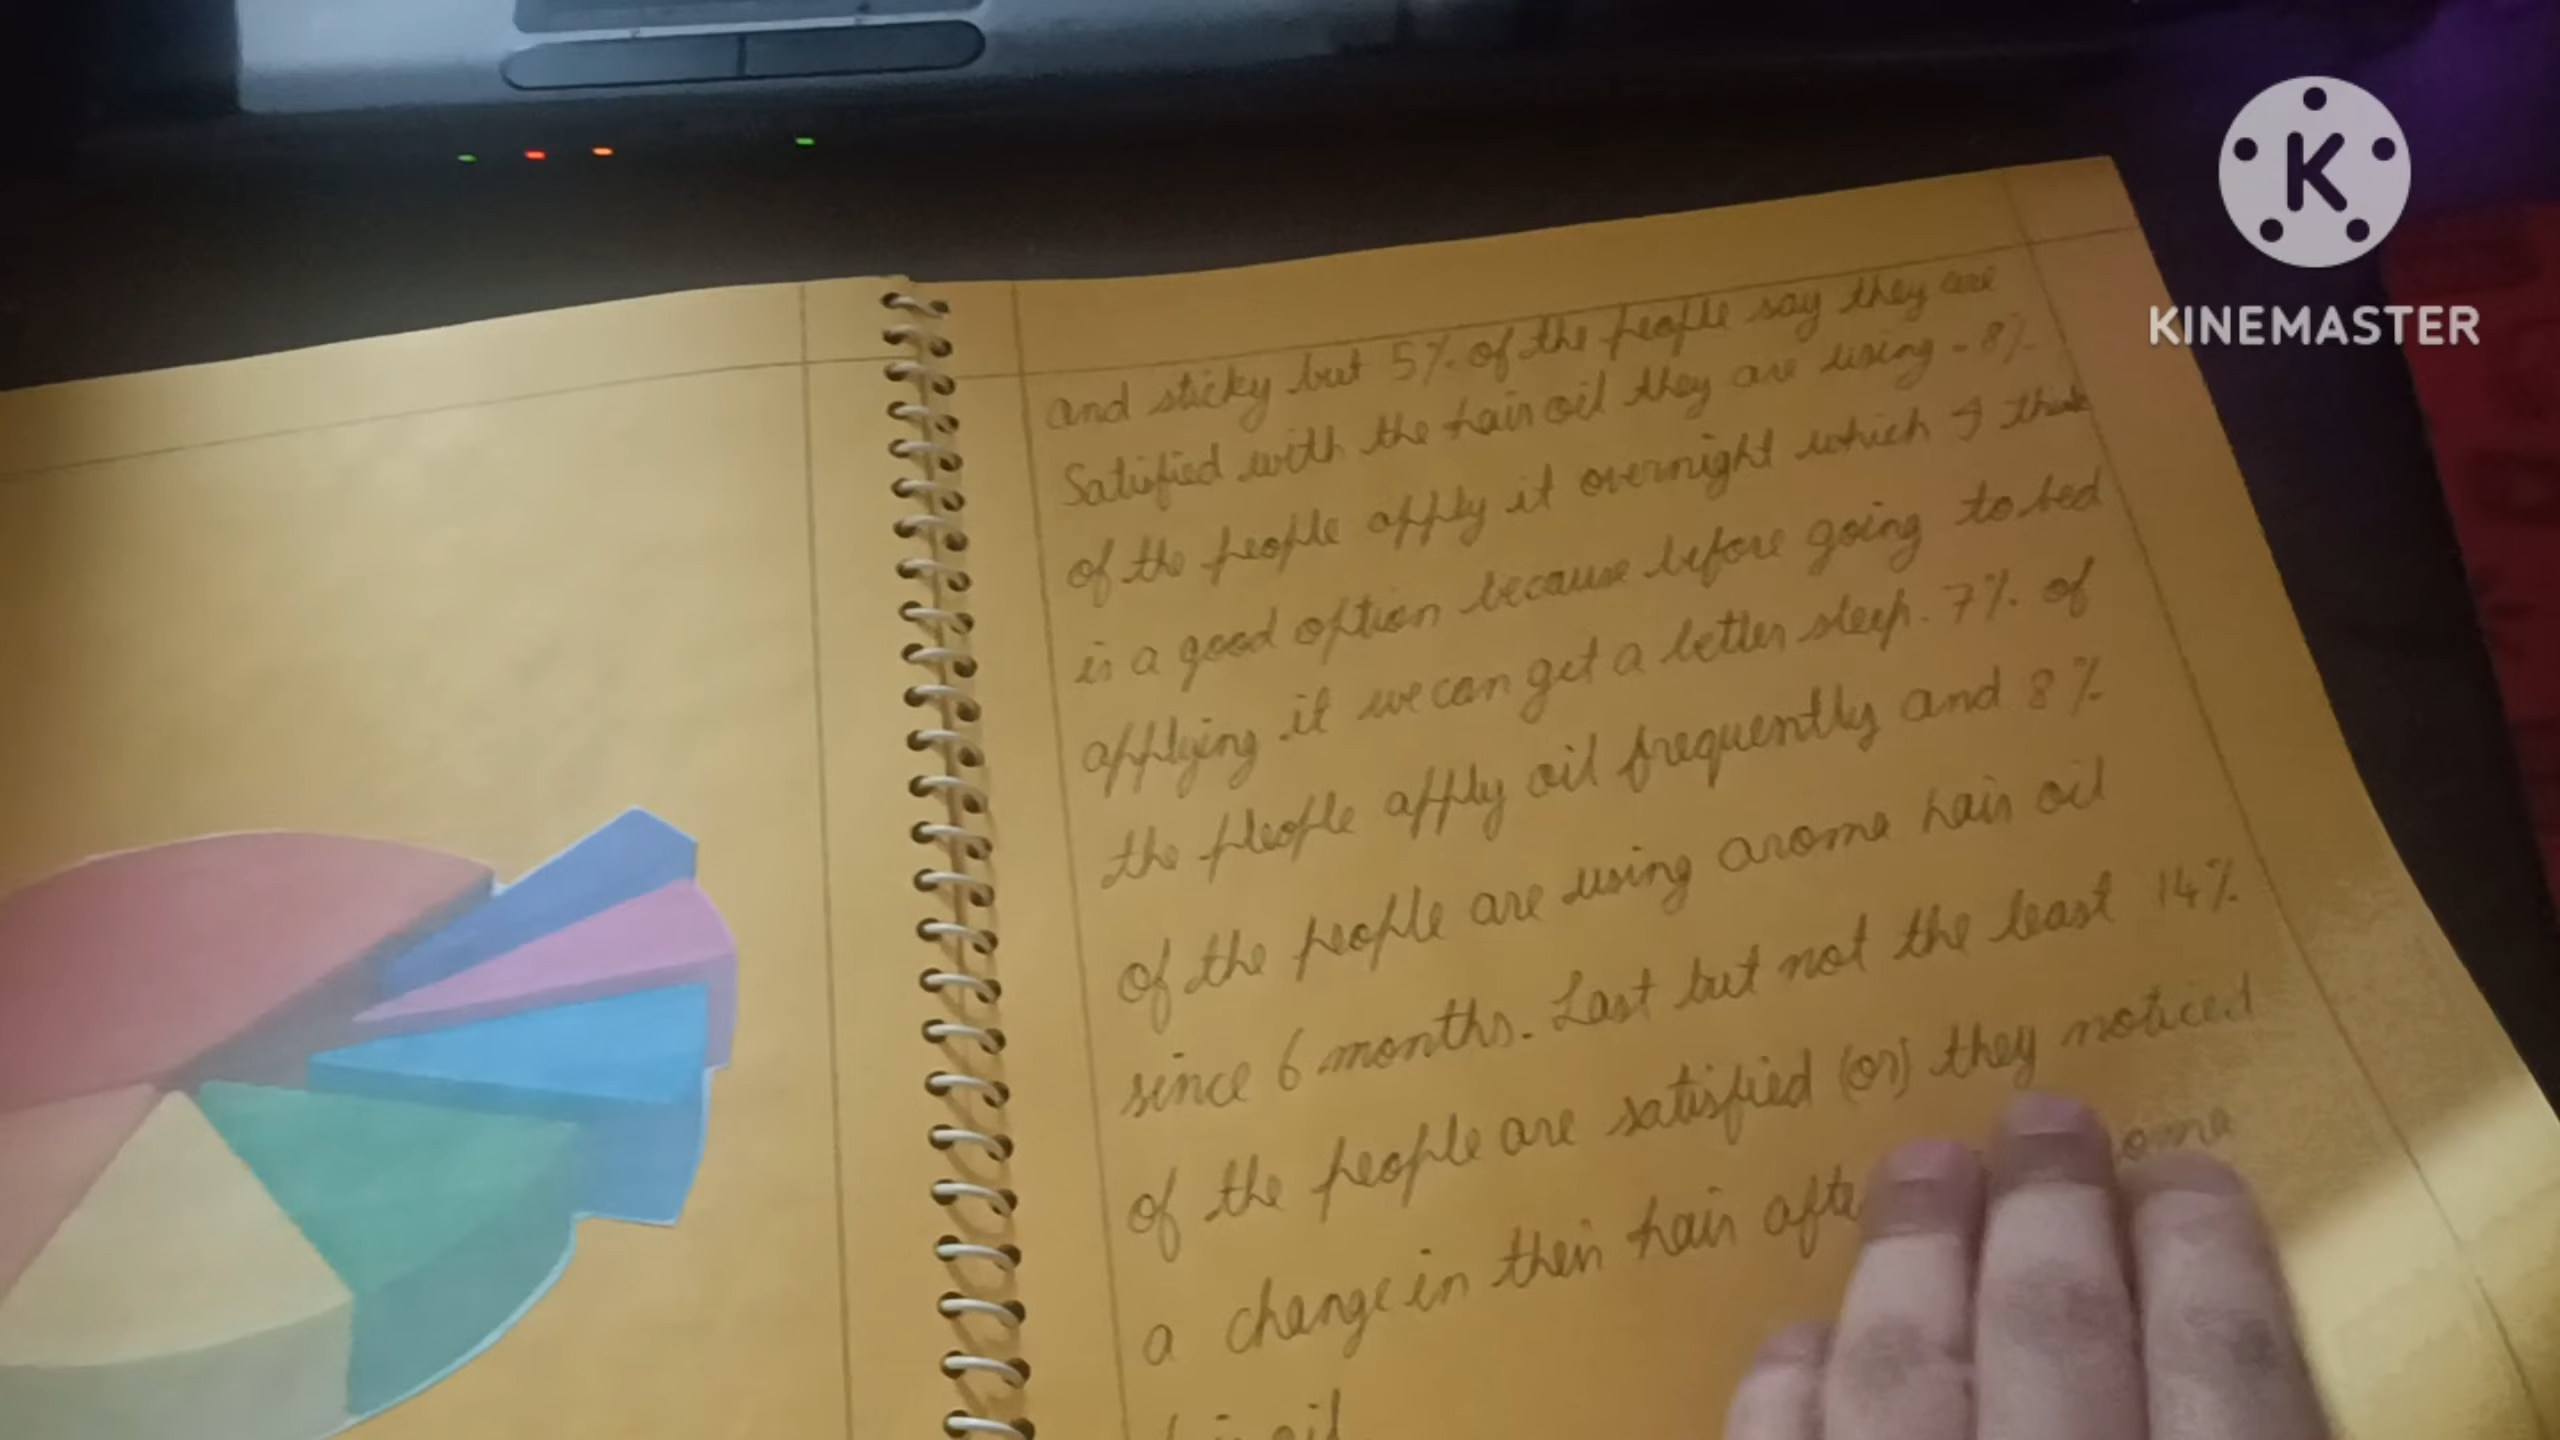 and sticky but 5%. of the people say they are
Satisfied with the hair oil they are using - 8%
of the people apply it overnight which I think
is a good option because before going to bed
applying it we can get a better sleep. 7%. of
the pleople apply oil frequently and 8%
of the people are using aroma hair oil
since 6 months. Last but not the least 14%
of the people are satisfied (or) they noticed
a change in their hair afte oma
oil
KINEMASTER